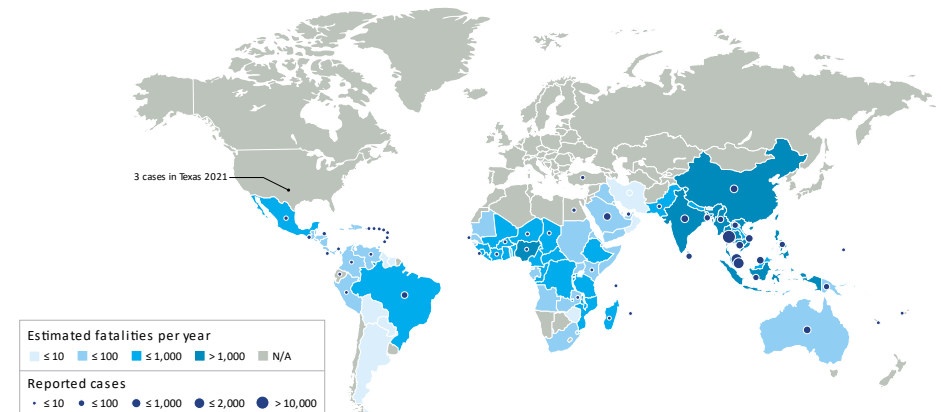 3 cases in Texas 2021
Estimated fatalities per year
≤ 10 ≤ 100 ≤ 1,000 > 1,000 N/A
Reported cases
≤ 10 ≤ 100 ≤ 1,000 ≤ 2,000 > 10,000